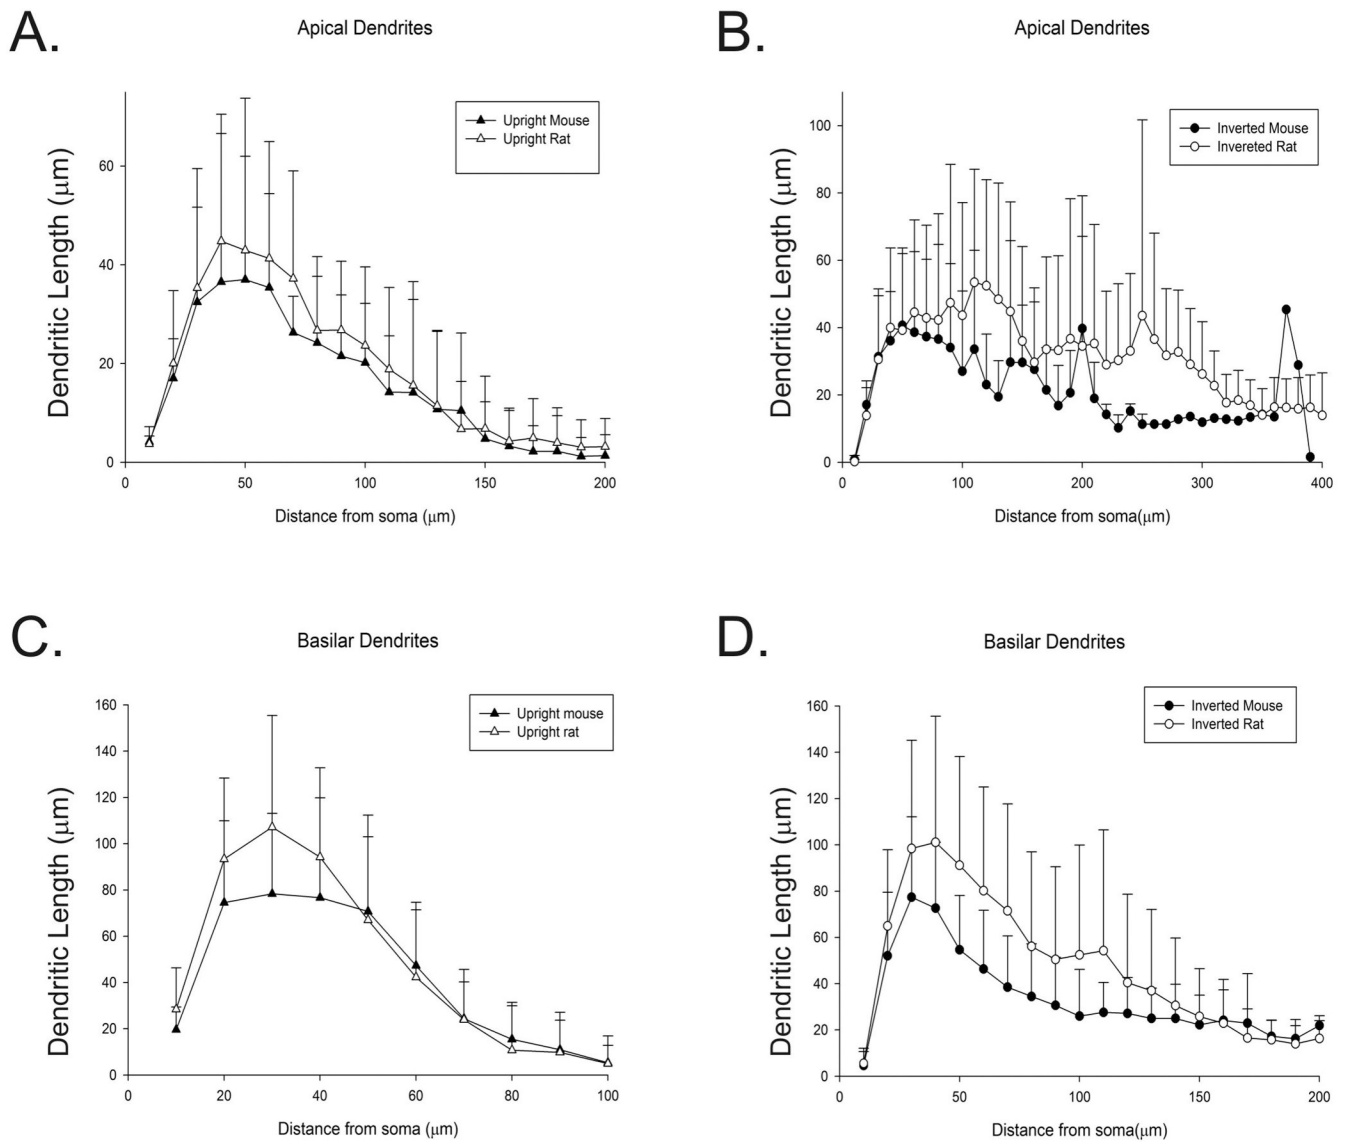 A.
Apical Dendrites
Upright Mouse
Upright Rat
Dendritic Length (μm)
60
40
20
0
0 50 100 150 200
Distance from soma (μm)
B.
Apical Dendrites
Inverted Mouse
Invereted Rat
Dendritic Length (μm)
100
80
60
40
20
0
0 100 200 300 400
Distance from soma(μm)
C.
Basilar Dendrites
Upright mouse
Upright rat
Dendritic Length (μm)
160
140
120
100
80
60
40
20
0
0 20 40 60 80 100
Distance from soma (μm)
D.
Basilar Dendrites
Inverted Mouse
Inverted Rat
Dendritic Length (μm)
160
140
120
100
80
60
40
20
0
0 50 100 150 200
Distance from soma(μm)